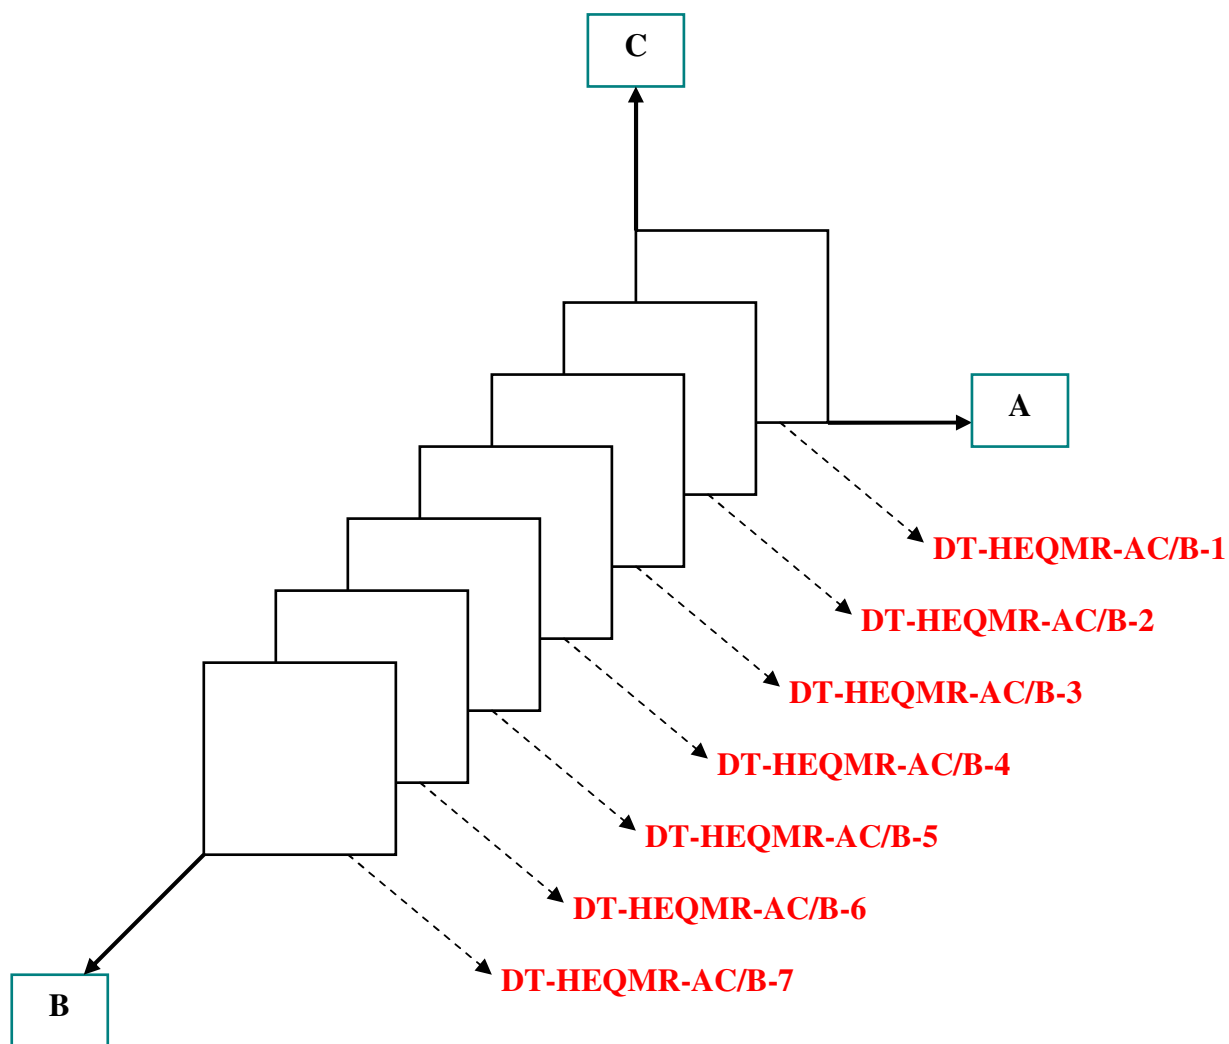 C
A
DT-HEQMR-AC/B-1
DT-HEQMR-AC/B-2
DT-HEQMR-AC/B-3
DT-HEQMR-AC/B-4
DT-HEQMR-AC/B-5
DT-HEQMR-AC/B-6
DT-HEQMR-AC/B-7
B